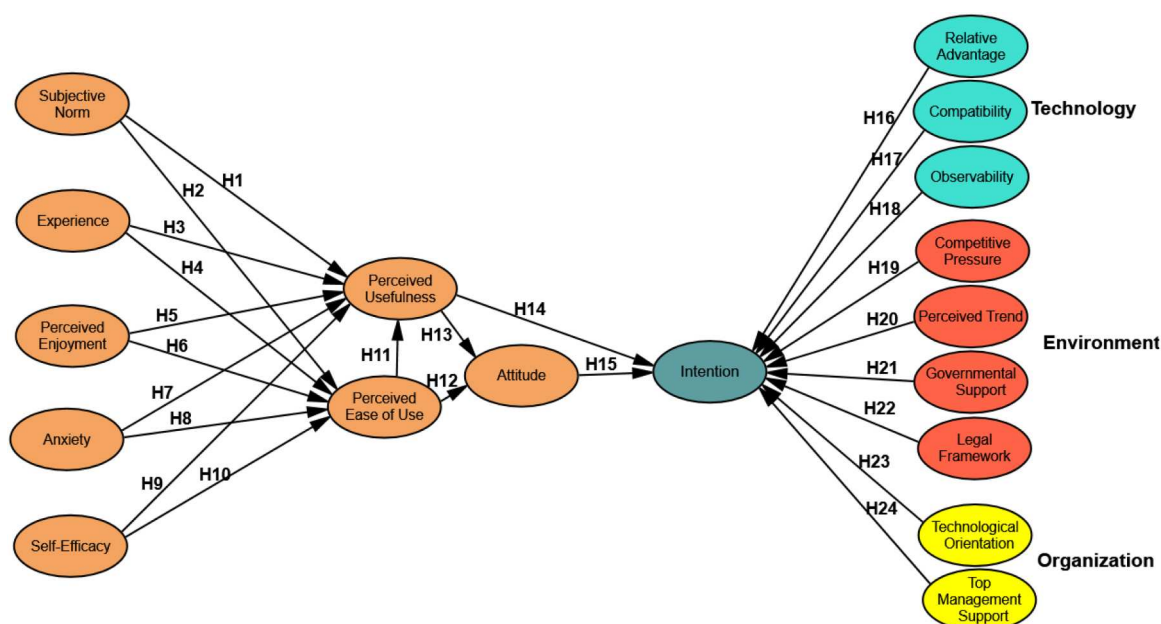 Subjective
Norm
Experience
Perceived
Enjoyment
Anxiety
Self-Efficacy
H1
H2
H3
H4
H5
H6
H7
H8
H9
H10
Perceived
Usefulness
Perceived
Ease of Use
H11
H13
H12
Attitude
H14
H15
Intention
H16
H17
H18
H19
H20
H21
H22
H23
H24
Relative
Advantage
Compatibility
Observability
Technology
Competitive
Pressure
Perceived Trend
Governmental
Support
Legal
Framework
Environment
Technological
Orientation
Top
Management
Support
Organization